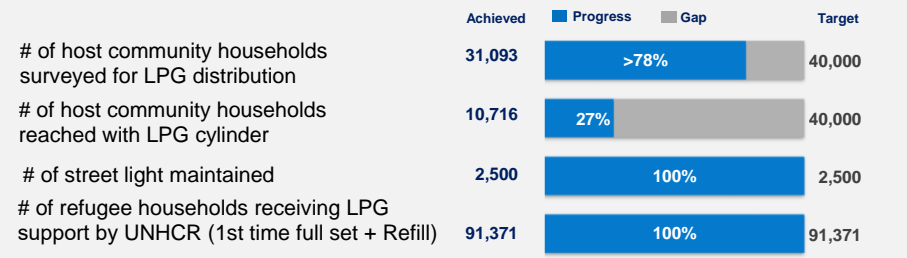 Achieved Progress Gap Target
# of host community households
surveyed for LPG distribution
31,093 >78% 40,000
# of host community households
reached with LPG cylinder
10,716 27% 40,000
# of street light maintained 2,500 100% 2,500
# of refugee households receiving LPG
support by UNHCR (1st time full set + Refill) 91,371 100% 91,371